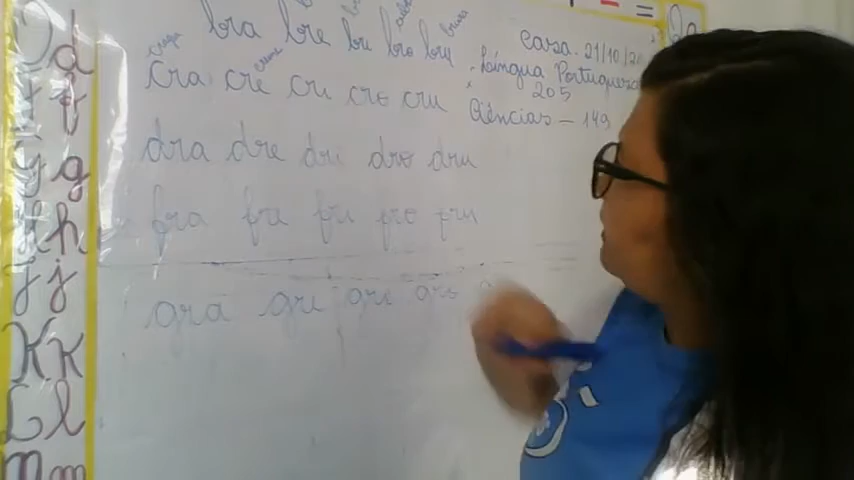 bra bre bri bro bru
cra cre cri cro cru
dra dre dri dro dru
fra fre fri fro fru
gra gre gri gro
Casa - 21/10/2
Língua Portuguesa
205
Ciências - 149
d
f
g
h
j
K k
L l
m m